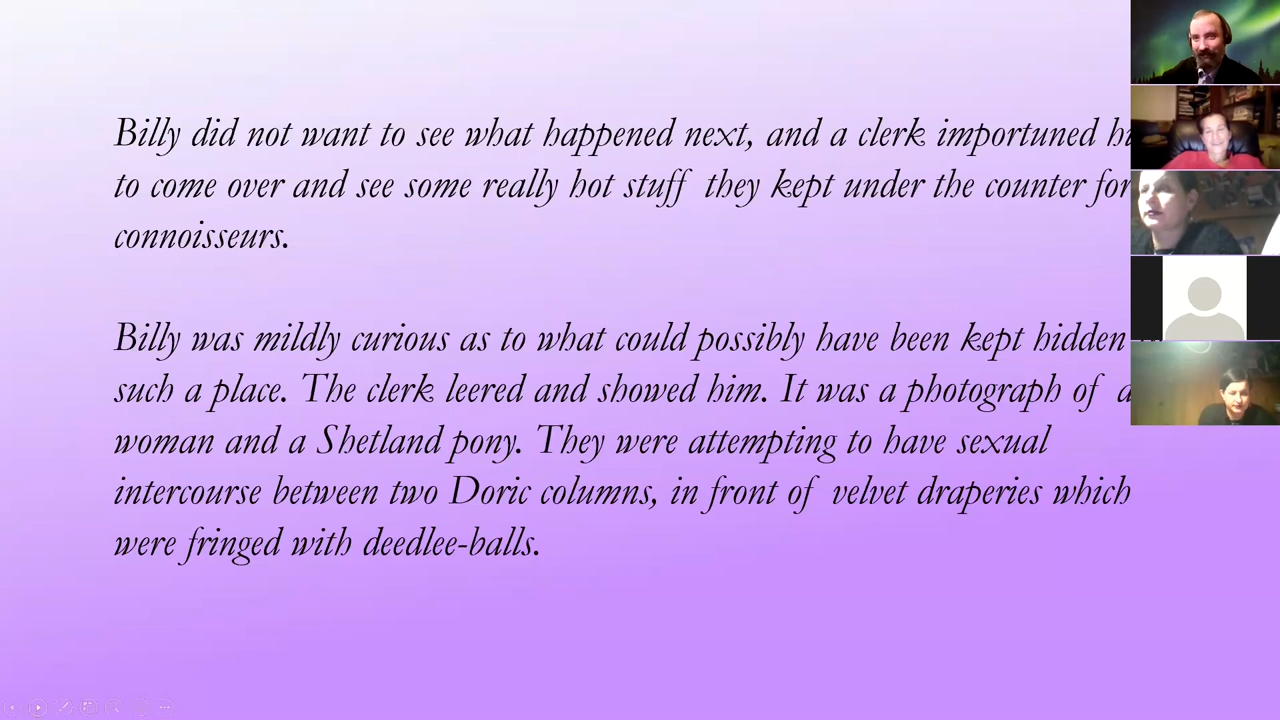 Billy did not want to see what happened next, and a clerk importuned
to come over and see some really hot stuff they kept under the counter for
connoisseurs.
Billy was mildly curious as to what could possibly have been kept hidden
such a place. The clerk leered and showed him. It was a photograph of a
woman and a Shetland pony. They were attempting to have sexual
intercourse between two Doric columns, in front of velvet draperies which
were fringed with deedlee-balls.